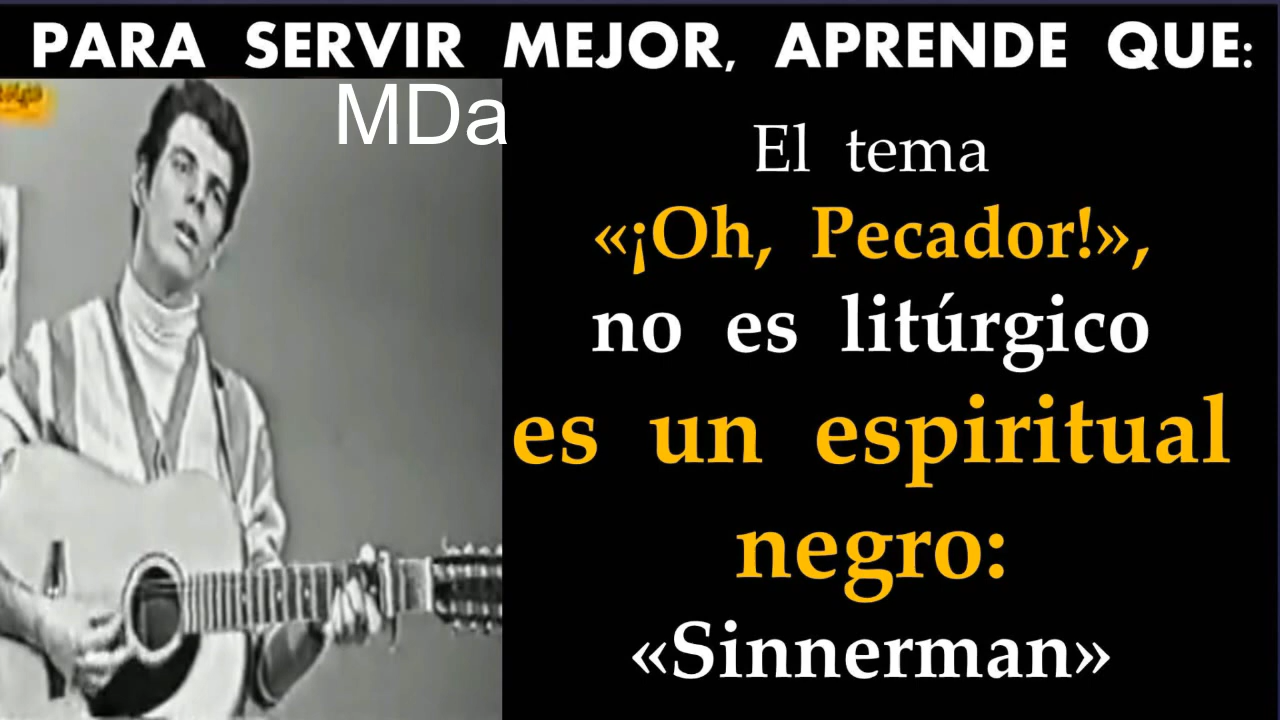 PARA SERVIR MEJOR, APRENDE QUE:
MDa
El tema
«¡Oh, Pecador!»,
no es litúrgico
es un espiritual
negro:
«Sinnerman»